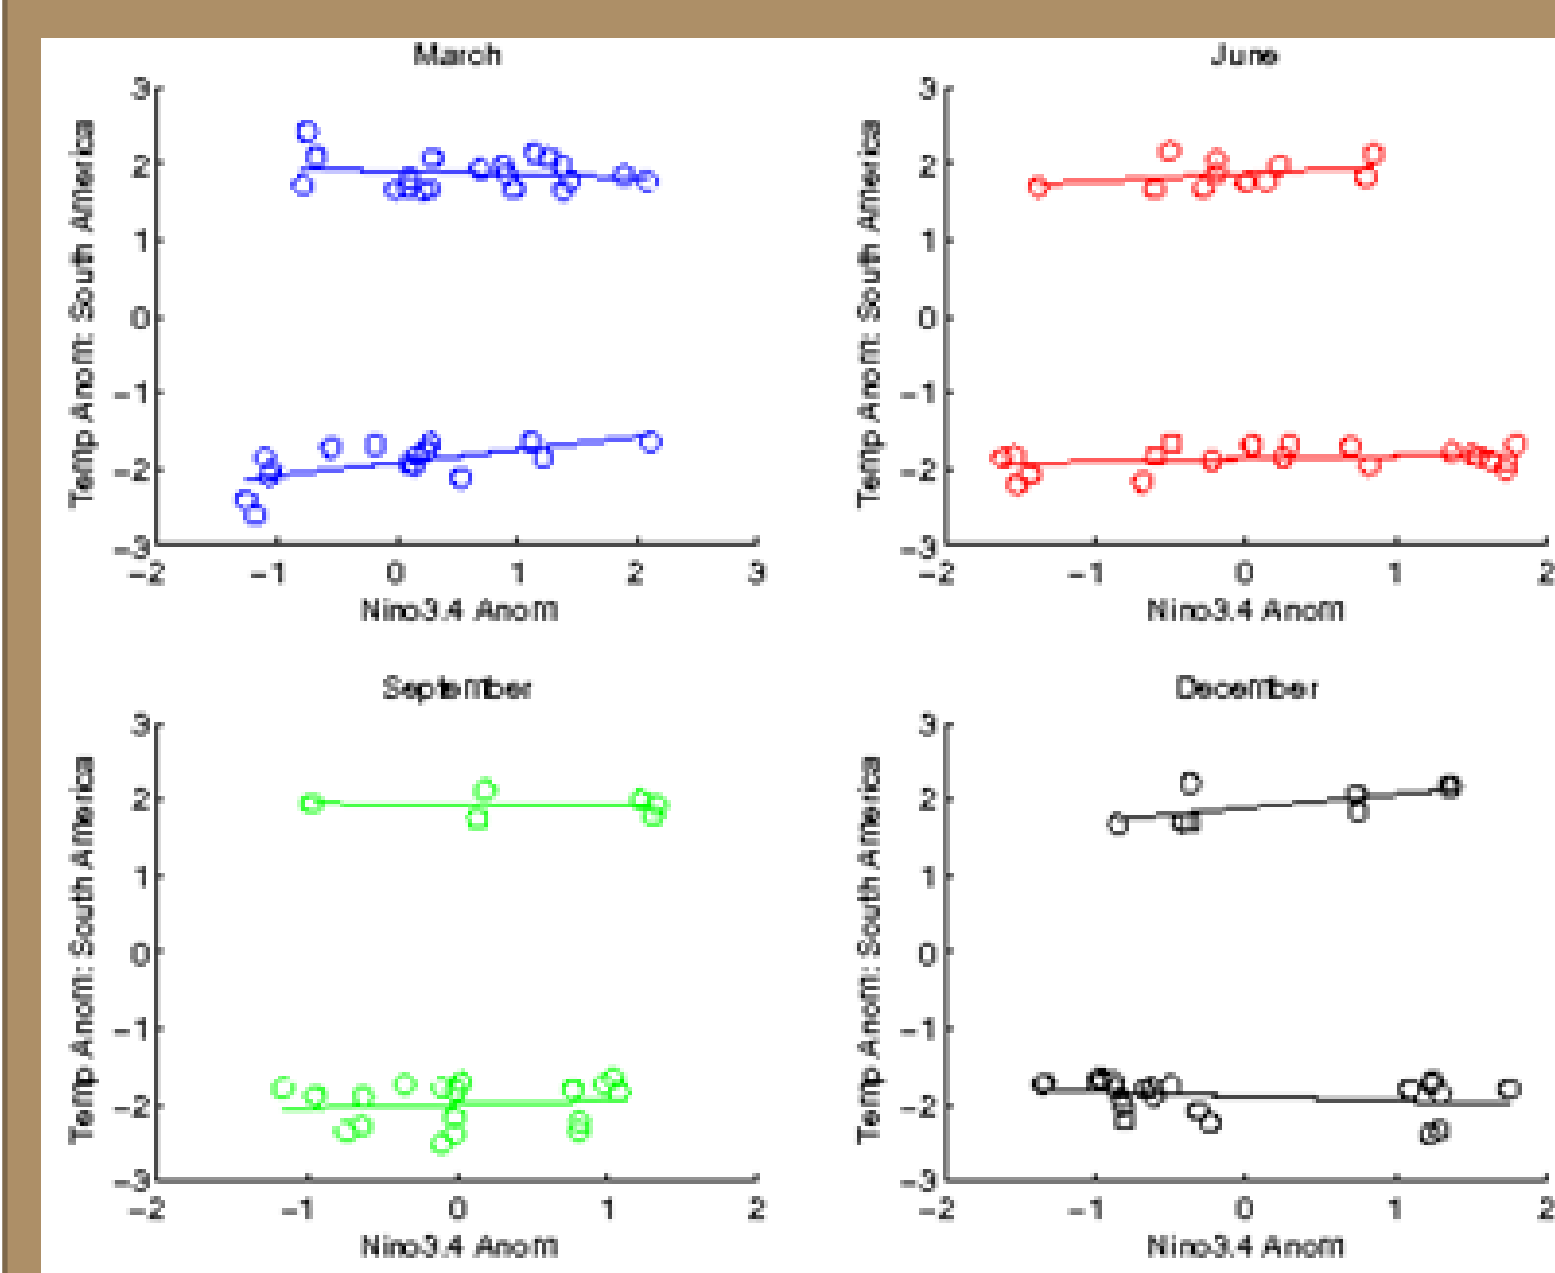 March
3
2
1
0
−1
−2
−3
Temp Anom: South America
−2 −1 0 1 2 3
Nino3.4 Anom
June
3
2
1
0
−1
−2
−3
Temp Anom: South America
−2 −1 0 1 2
Nino3.4 Anom
September
3
2
1
0
−1
−2
−3
Temp Anom: South America
−2 −1 0 1 2
Nino3.4 Anom
December
3
2
1
0
−1
−2
−3
Temp Anom: South America
−2 −1 0 1 2
Nino3.4 Anom